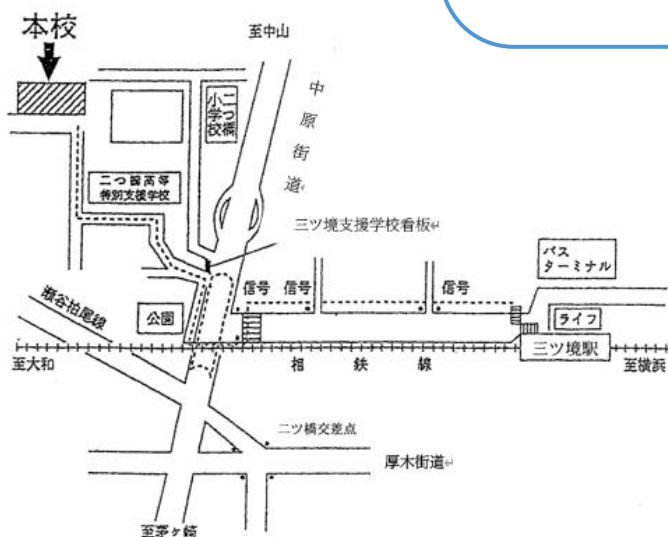 本校
至中山
中原街道
二つ橋
小学校
二つ橋高等
特別支援学校
三ツ境支援学校看板
バス
ターミナル
信号
信号
信号
瀬谷柏尾線
公園
ライフ
三ツ境駅
至大和
相鉄線
至横浜
二ツ橋交差点
厚木街道
至茅ヶ崎